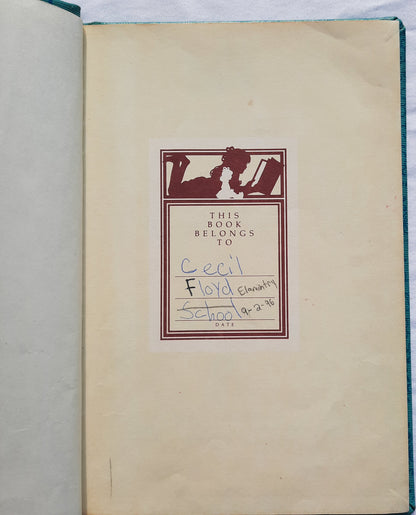 THIS
BOOK
BELONGS
TO
Cecil
Floyd Elamentry
School 9-2-96
DATE